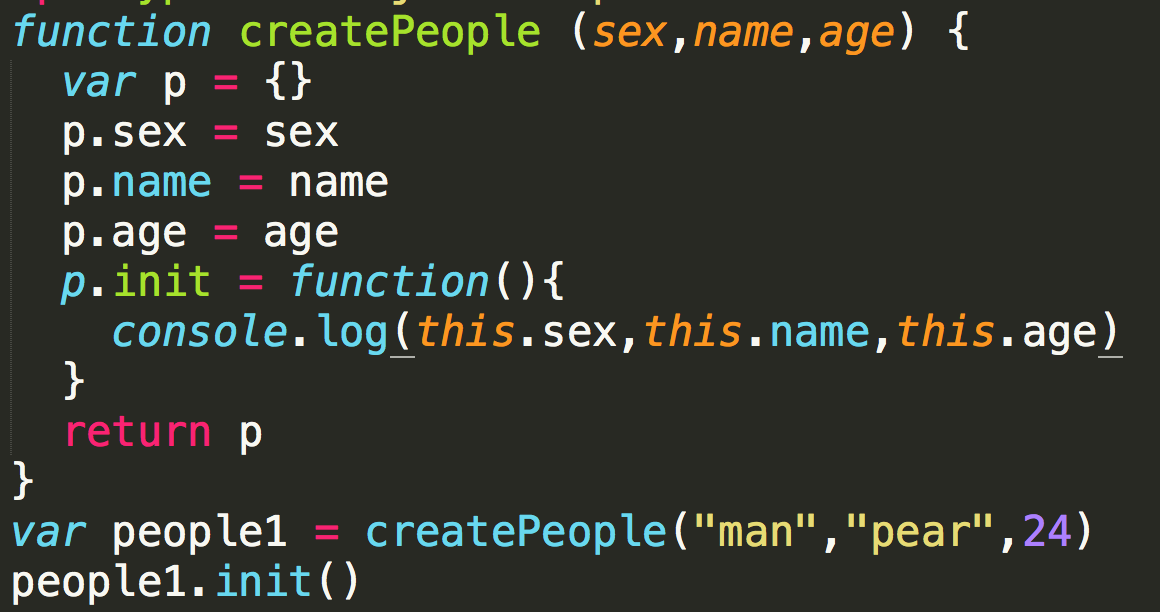 function createPeople (sex,name,age) {
  var p = {}
  p.sex = sex
  p.name = name
  p.age = age
  p.init = function(){
    console.log(this.sex,this.name,this.age)
  }
  return p
}
var people1 = createPeople("man","pear",24)
people1.init()